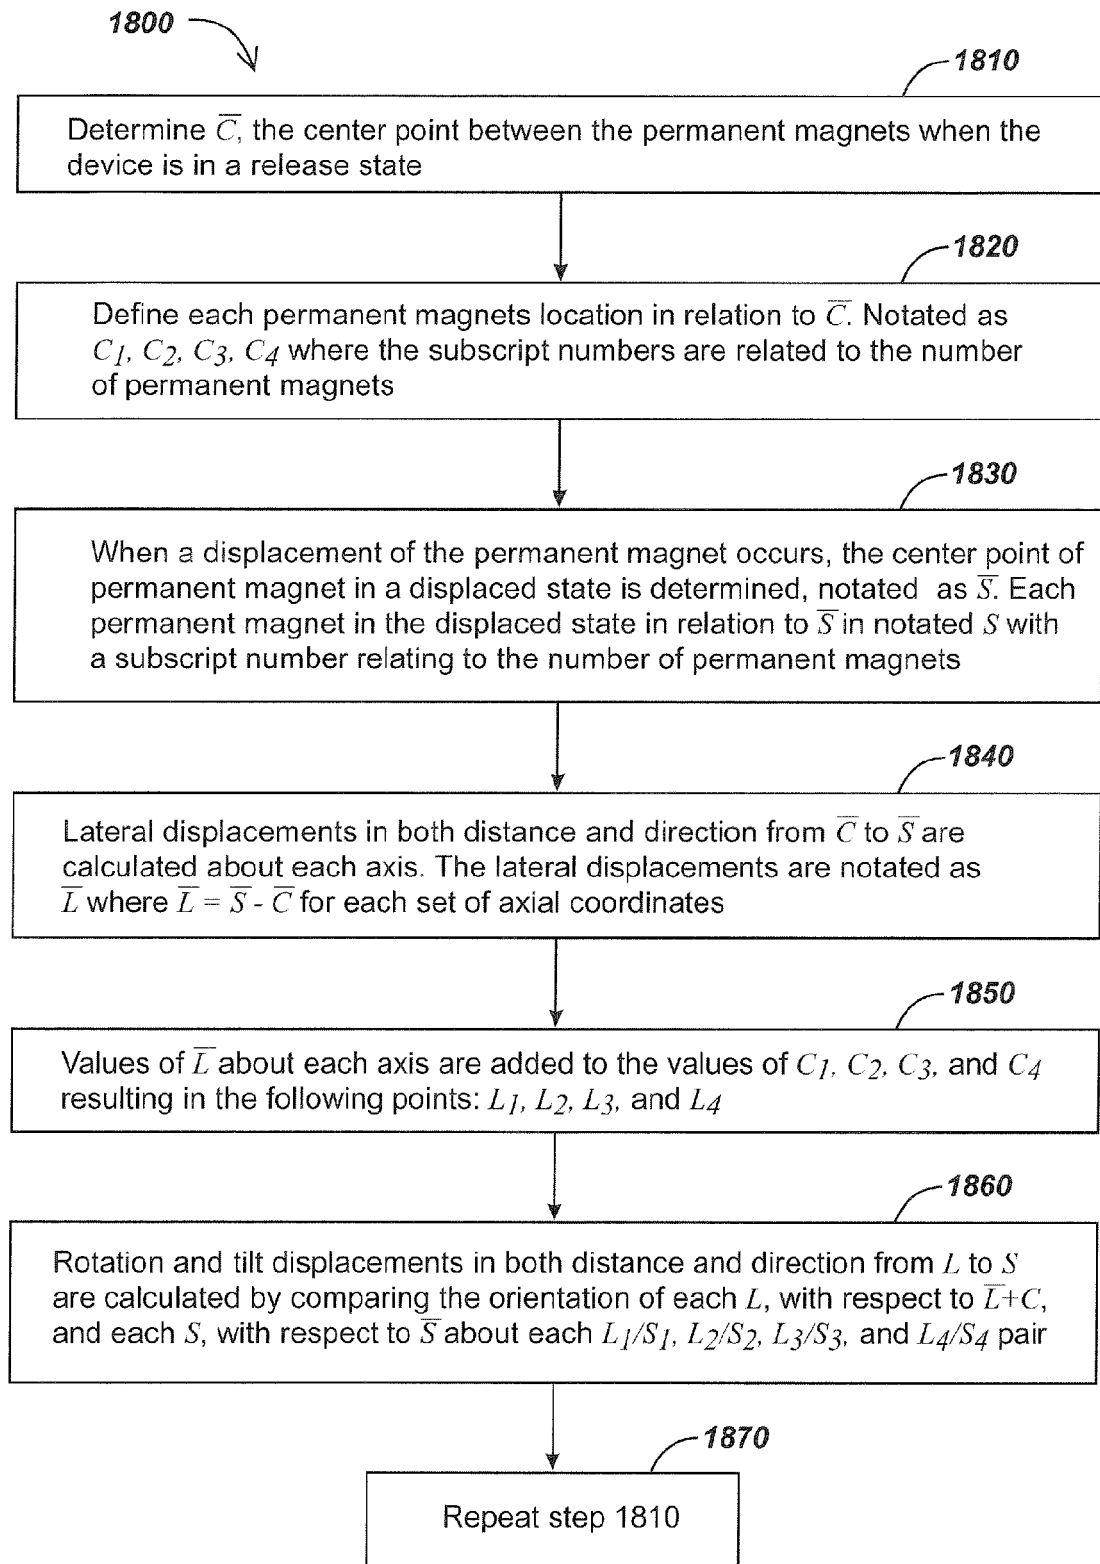 1800
1810
Determine C̅, the center point between the permanent magnets when the
device is in a release state
1820
Define each permanent magnets location in relation to C̅. Notated as
C1, C2, C3, C4 where the subscript numbers are related to the number
of permanent magnets
1830
When a displacement of the permanent magnet occurs, the center point of
permanent magnet in a displaced state is determined, notated as S̅. Each
permanent magnet in the displaced state in relation to S̅ in notated S with
a subscript number relating to the number of permanent magnets
1840
Lateral displacements in both distance and direction from C̅ to S̅ are
calculated about each axis. The lateral displacements are notated as
L̅ where L̅ = S̅ - C̅ for each set of axial coordinates
1850
Values of L̅ about each axis are added to the values of C1, C2, C3, and C4
resulting in the following points: L1, L2, L3, and L4
1860
Rotation and tilt displacements in both distance and direction from L to S
are calculated by comparing the orientation of each L, with respect to L̅+C,
and each S, with respect to S̅ about each L1/S1, L2/S2, L3/S3, and L4/S4 pair
1870
Repeat step 1810